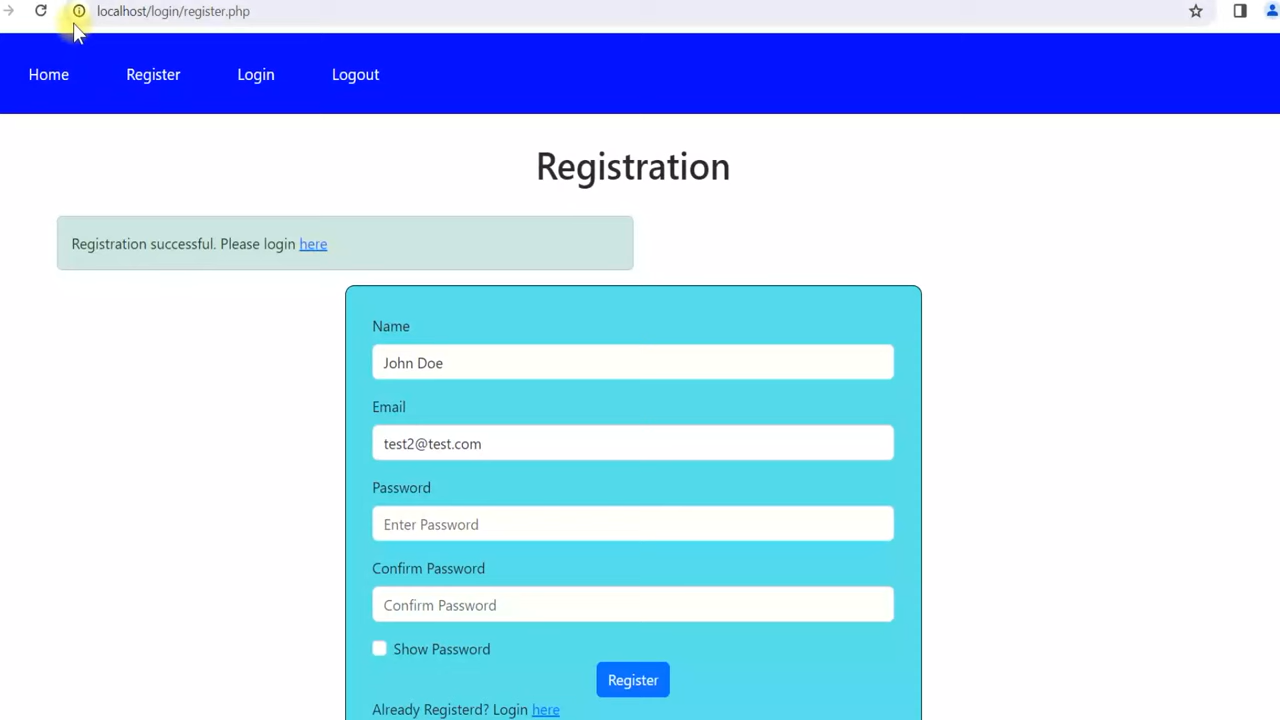 localhost/login/register.php
Home Register Login Logout
Registration
Registration successful. Please login here
Name
John Doe
Email
test2@test.com
Password
Enter Password
Confirm Password
Confirm Password
Show Password
Register
Already Registerd? Login here